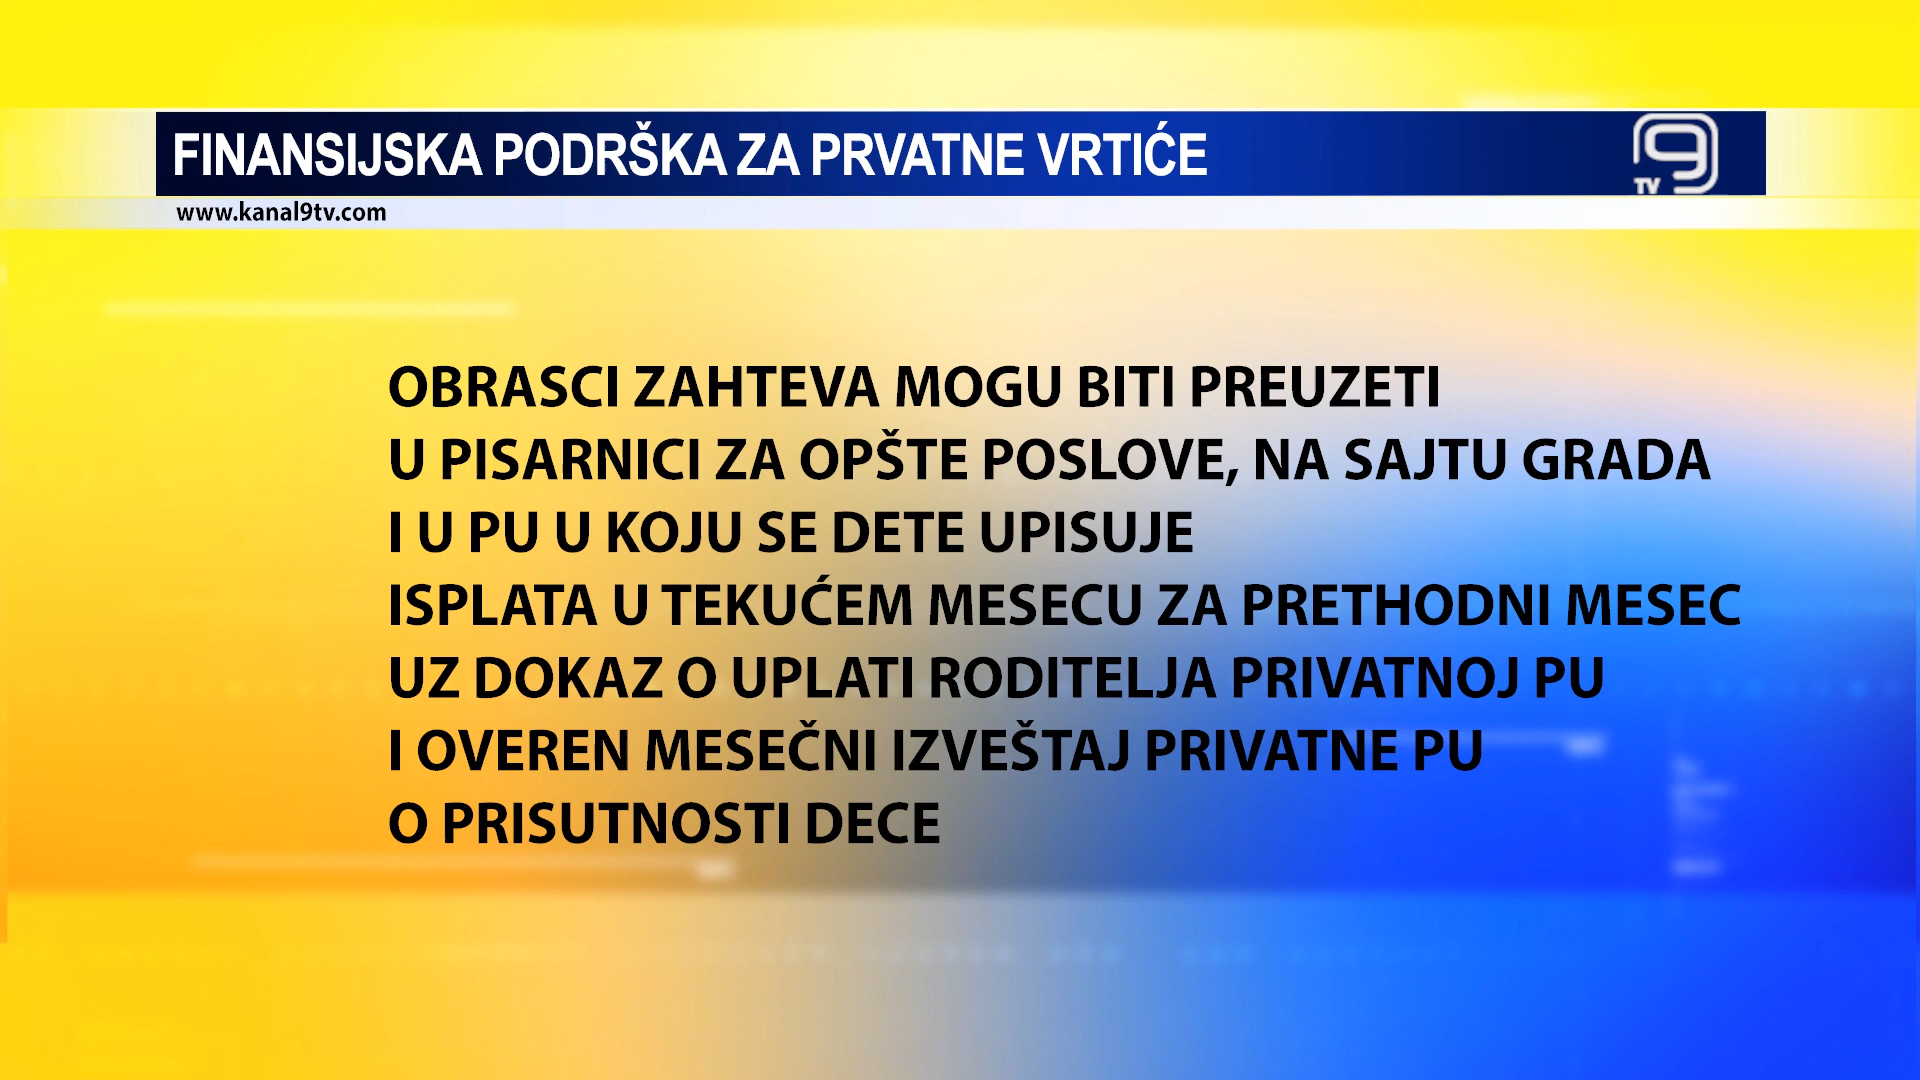 FINANSIJSKA PODRŠKA ZA PRVATNE VRTIĆE
9
TV
www.kanal9tv.com
OBRASCI ZAHTEVA MOGU BITI PREUZETI
U PISARNICI ZA OPŠTE POSLOVE, NA SAJTU GRADA
I U PU U KOJU SE DETE UPISUJE
ISPLATA U TEKUĆEM MESECU ZA PRETHODNI MESEC
UZ DOKAZ O UPLATI RODITELJA PRIVATNOJ PU
I OVEREN MESEČNI IZVEŠTAJ PRIVATNE PU
O PRISUTNOSTI DECE